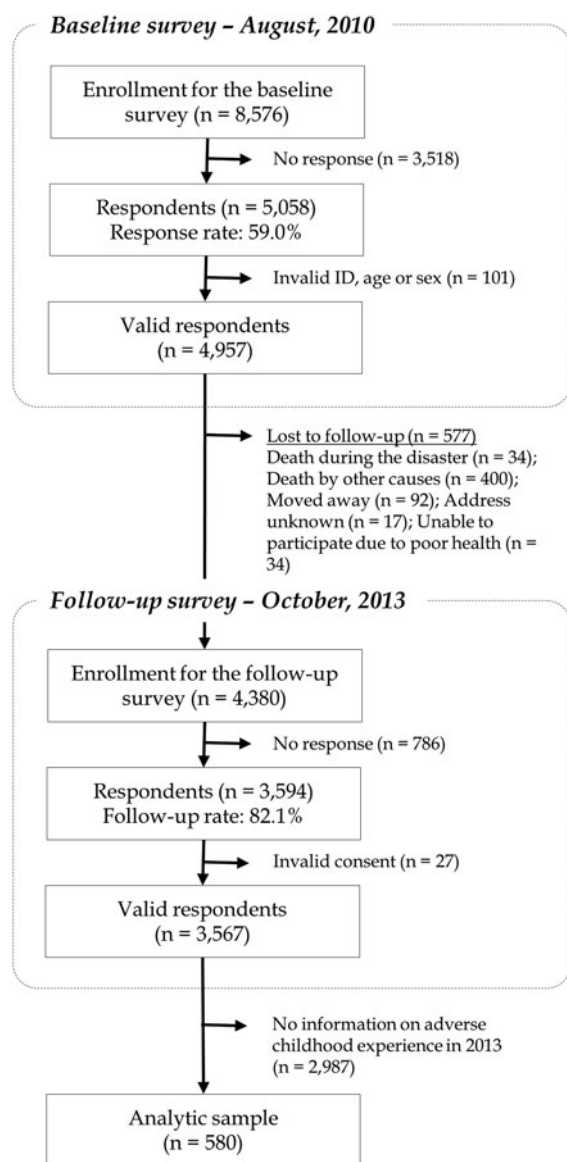 Baseline survey – August, 2010
Enrollment for the baseline
survey (n = 8,576)
No response (n = 3,518)
Respondents (n = 5,058)
Response rate: 59.0%
Invalid ID, age or sex (n = 101)
Valid respondents
(n = 4,957)
Lost to follow-up (n = 577)
Death during the disaster (n = 34);
Death by other causes (n = 400);
Moved away (n = 92); Address
unknown (n = 17); Unable to
participate due to poor health (n =
34)
Follow-up survey – October, 2013
Enrollment for the follow-up
survey (n = 4,380)
No response (n = 786)
Respondents (n = 3,594)
Follow-up rate: 82.1%
Invalid consent (n = 27)
Valid respondents
(n = 3,567)
No information on adverse
childhood experience in 2013
(n = 2,987)
Analytic sample
(n = 580)